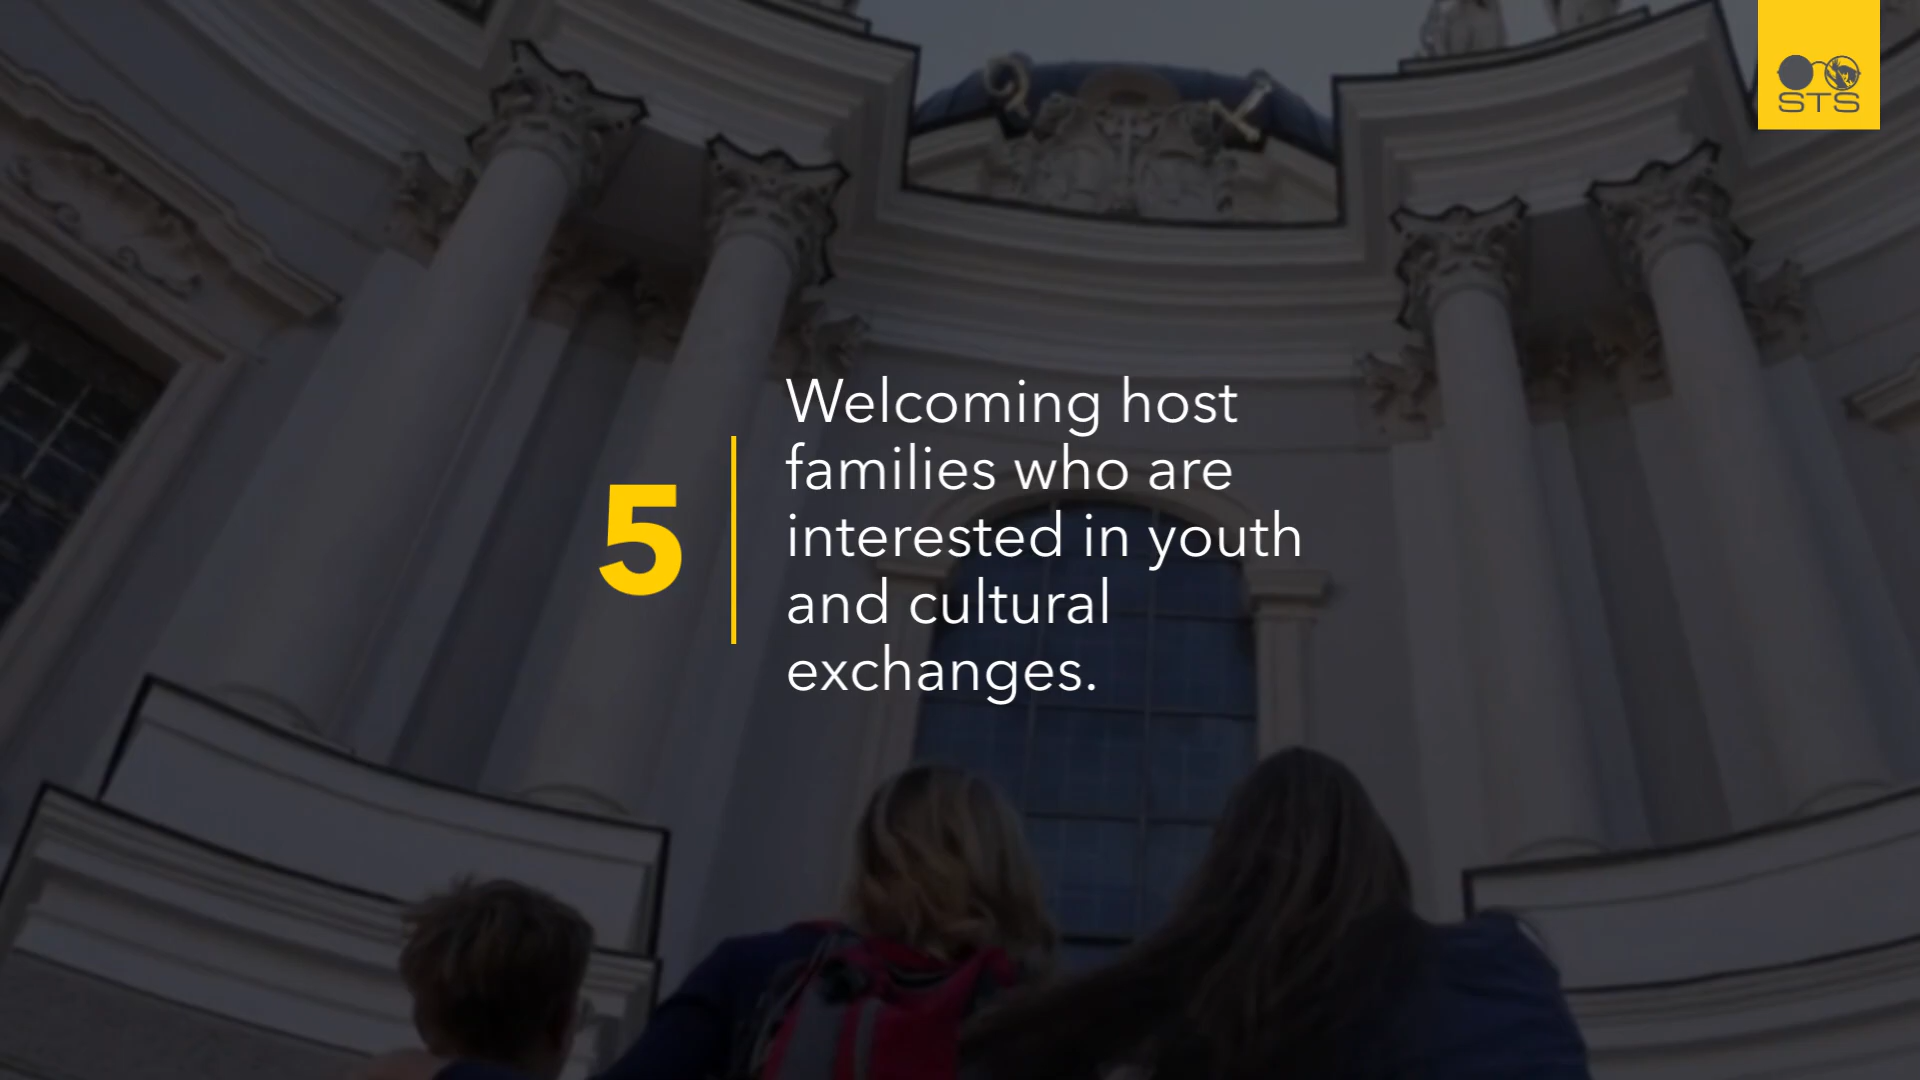 STS
5
Welcoming host
families who are
interested in youth
and cultural
exchanges.